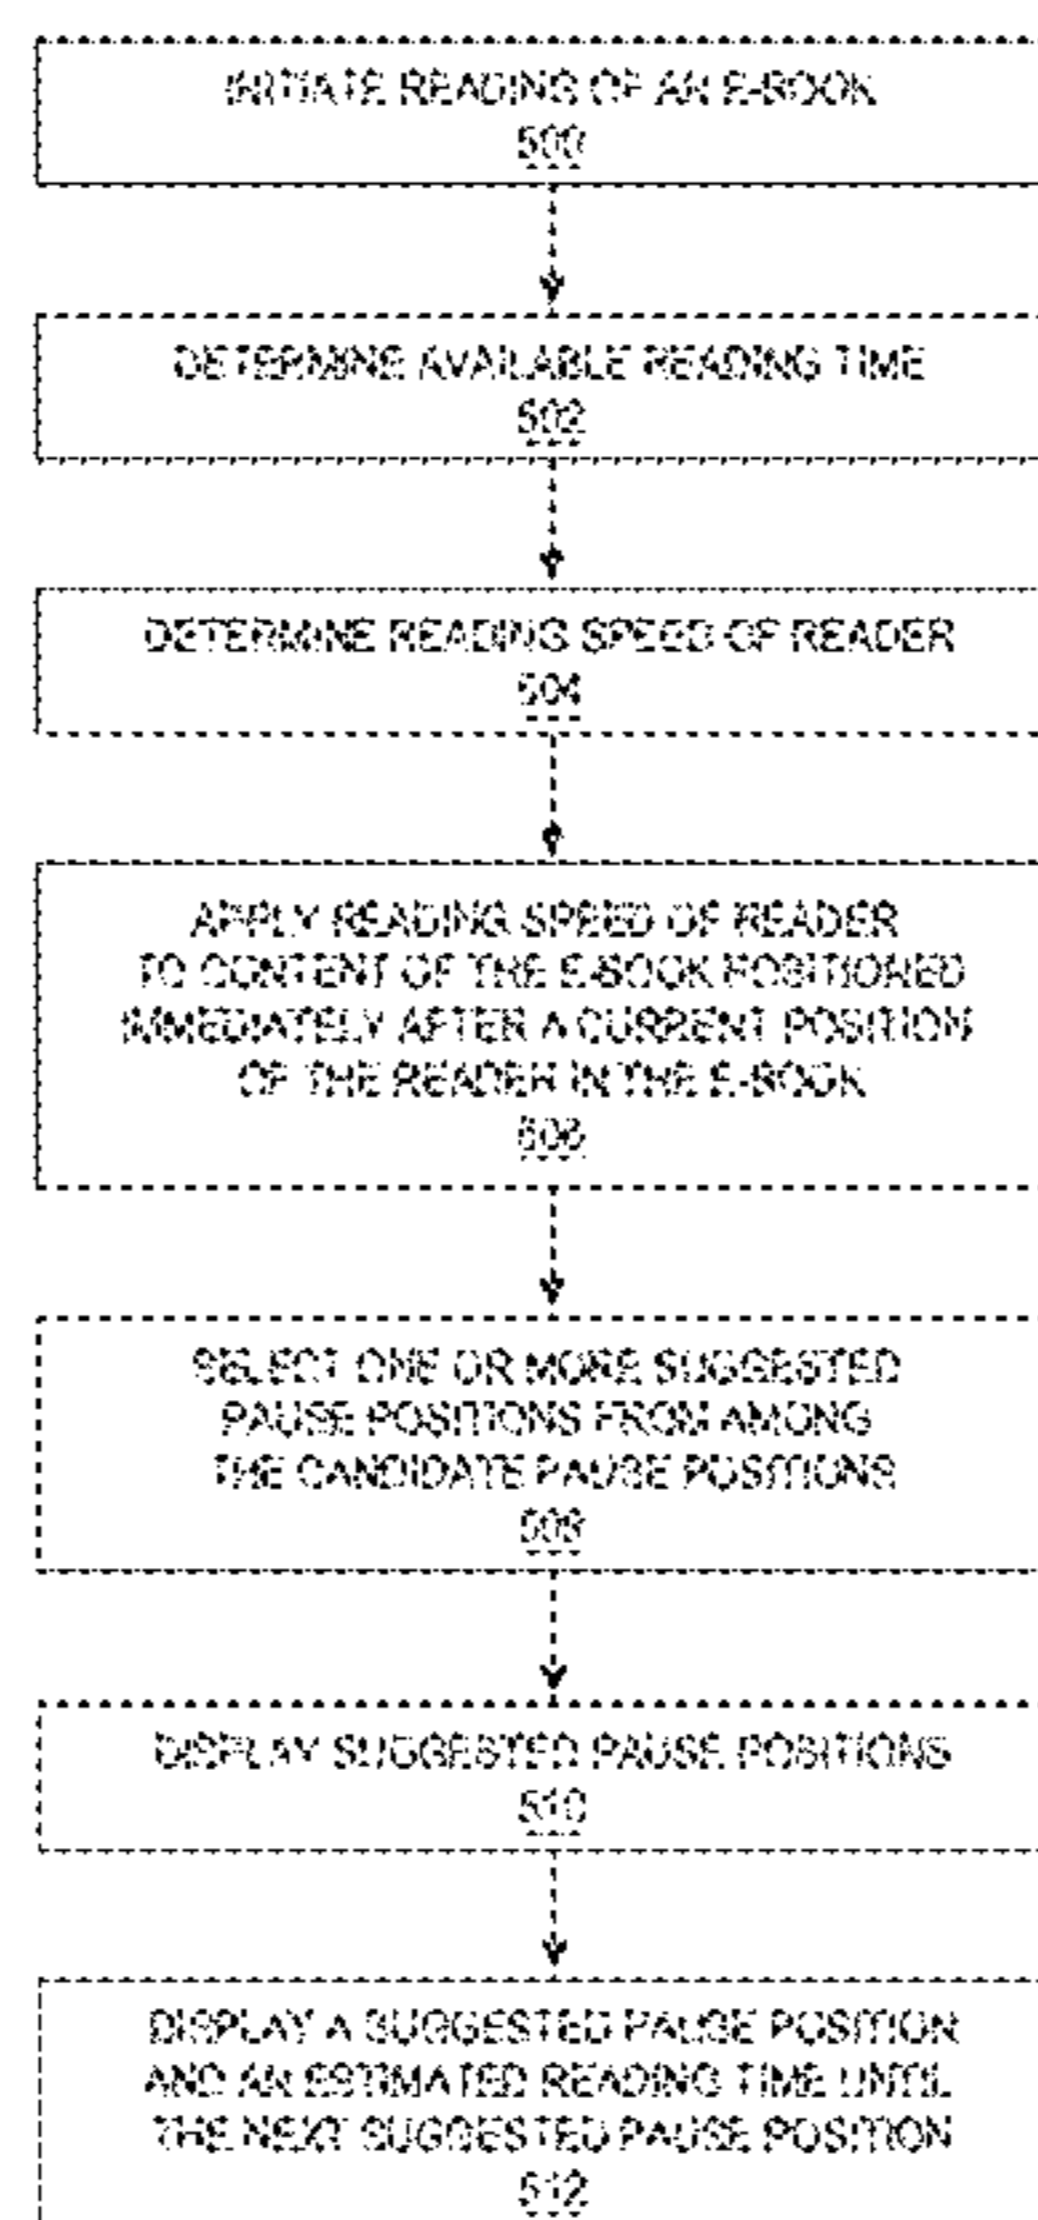 INITIATE READING OF AN E-BOOK
500
DETERMINE AVAILABLE READING TIME
502
DETERMINE READING SPEED OF READER
504
APPLY READING SPEED OF READER
TO CONTENT OF THE E-BOOK POSITIONED
IMMEDIATELY AFTER A CURRENT POSITION
OF THE READER IN THE E-BOOK
506
SELECT ONE OR MORE SUGGESTED
PAUSE POSITIONS FROM AMONG
THE CANDIDATE PAUSE POSITIONS
508
DISPLAY SUGGESTED PAUSE POSITIONS
510
DISPLAY A SUGGESTED PAUSE POSITION
AND AN ESTIMATED READING TIME UNTIL
THE NEXT SUGGESTED PAUSE POSITION
512